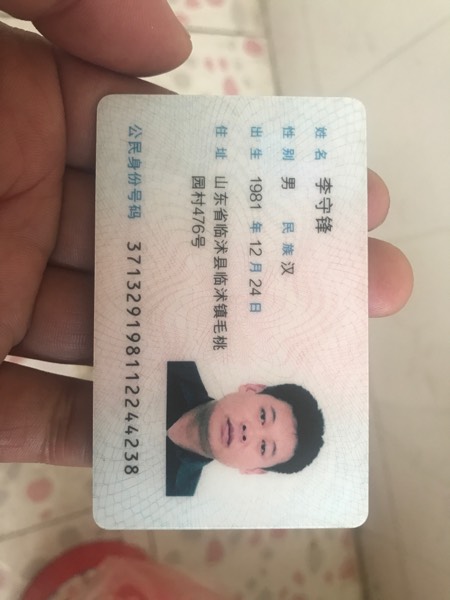 姓名 李守锋
性别 男 民族 汉
出生 1981 年 12 月 24 日
住址 山东省临沭县临沭镇毛桃
园村476号
公民身份号码 371329198112244238